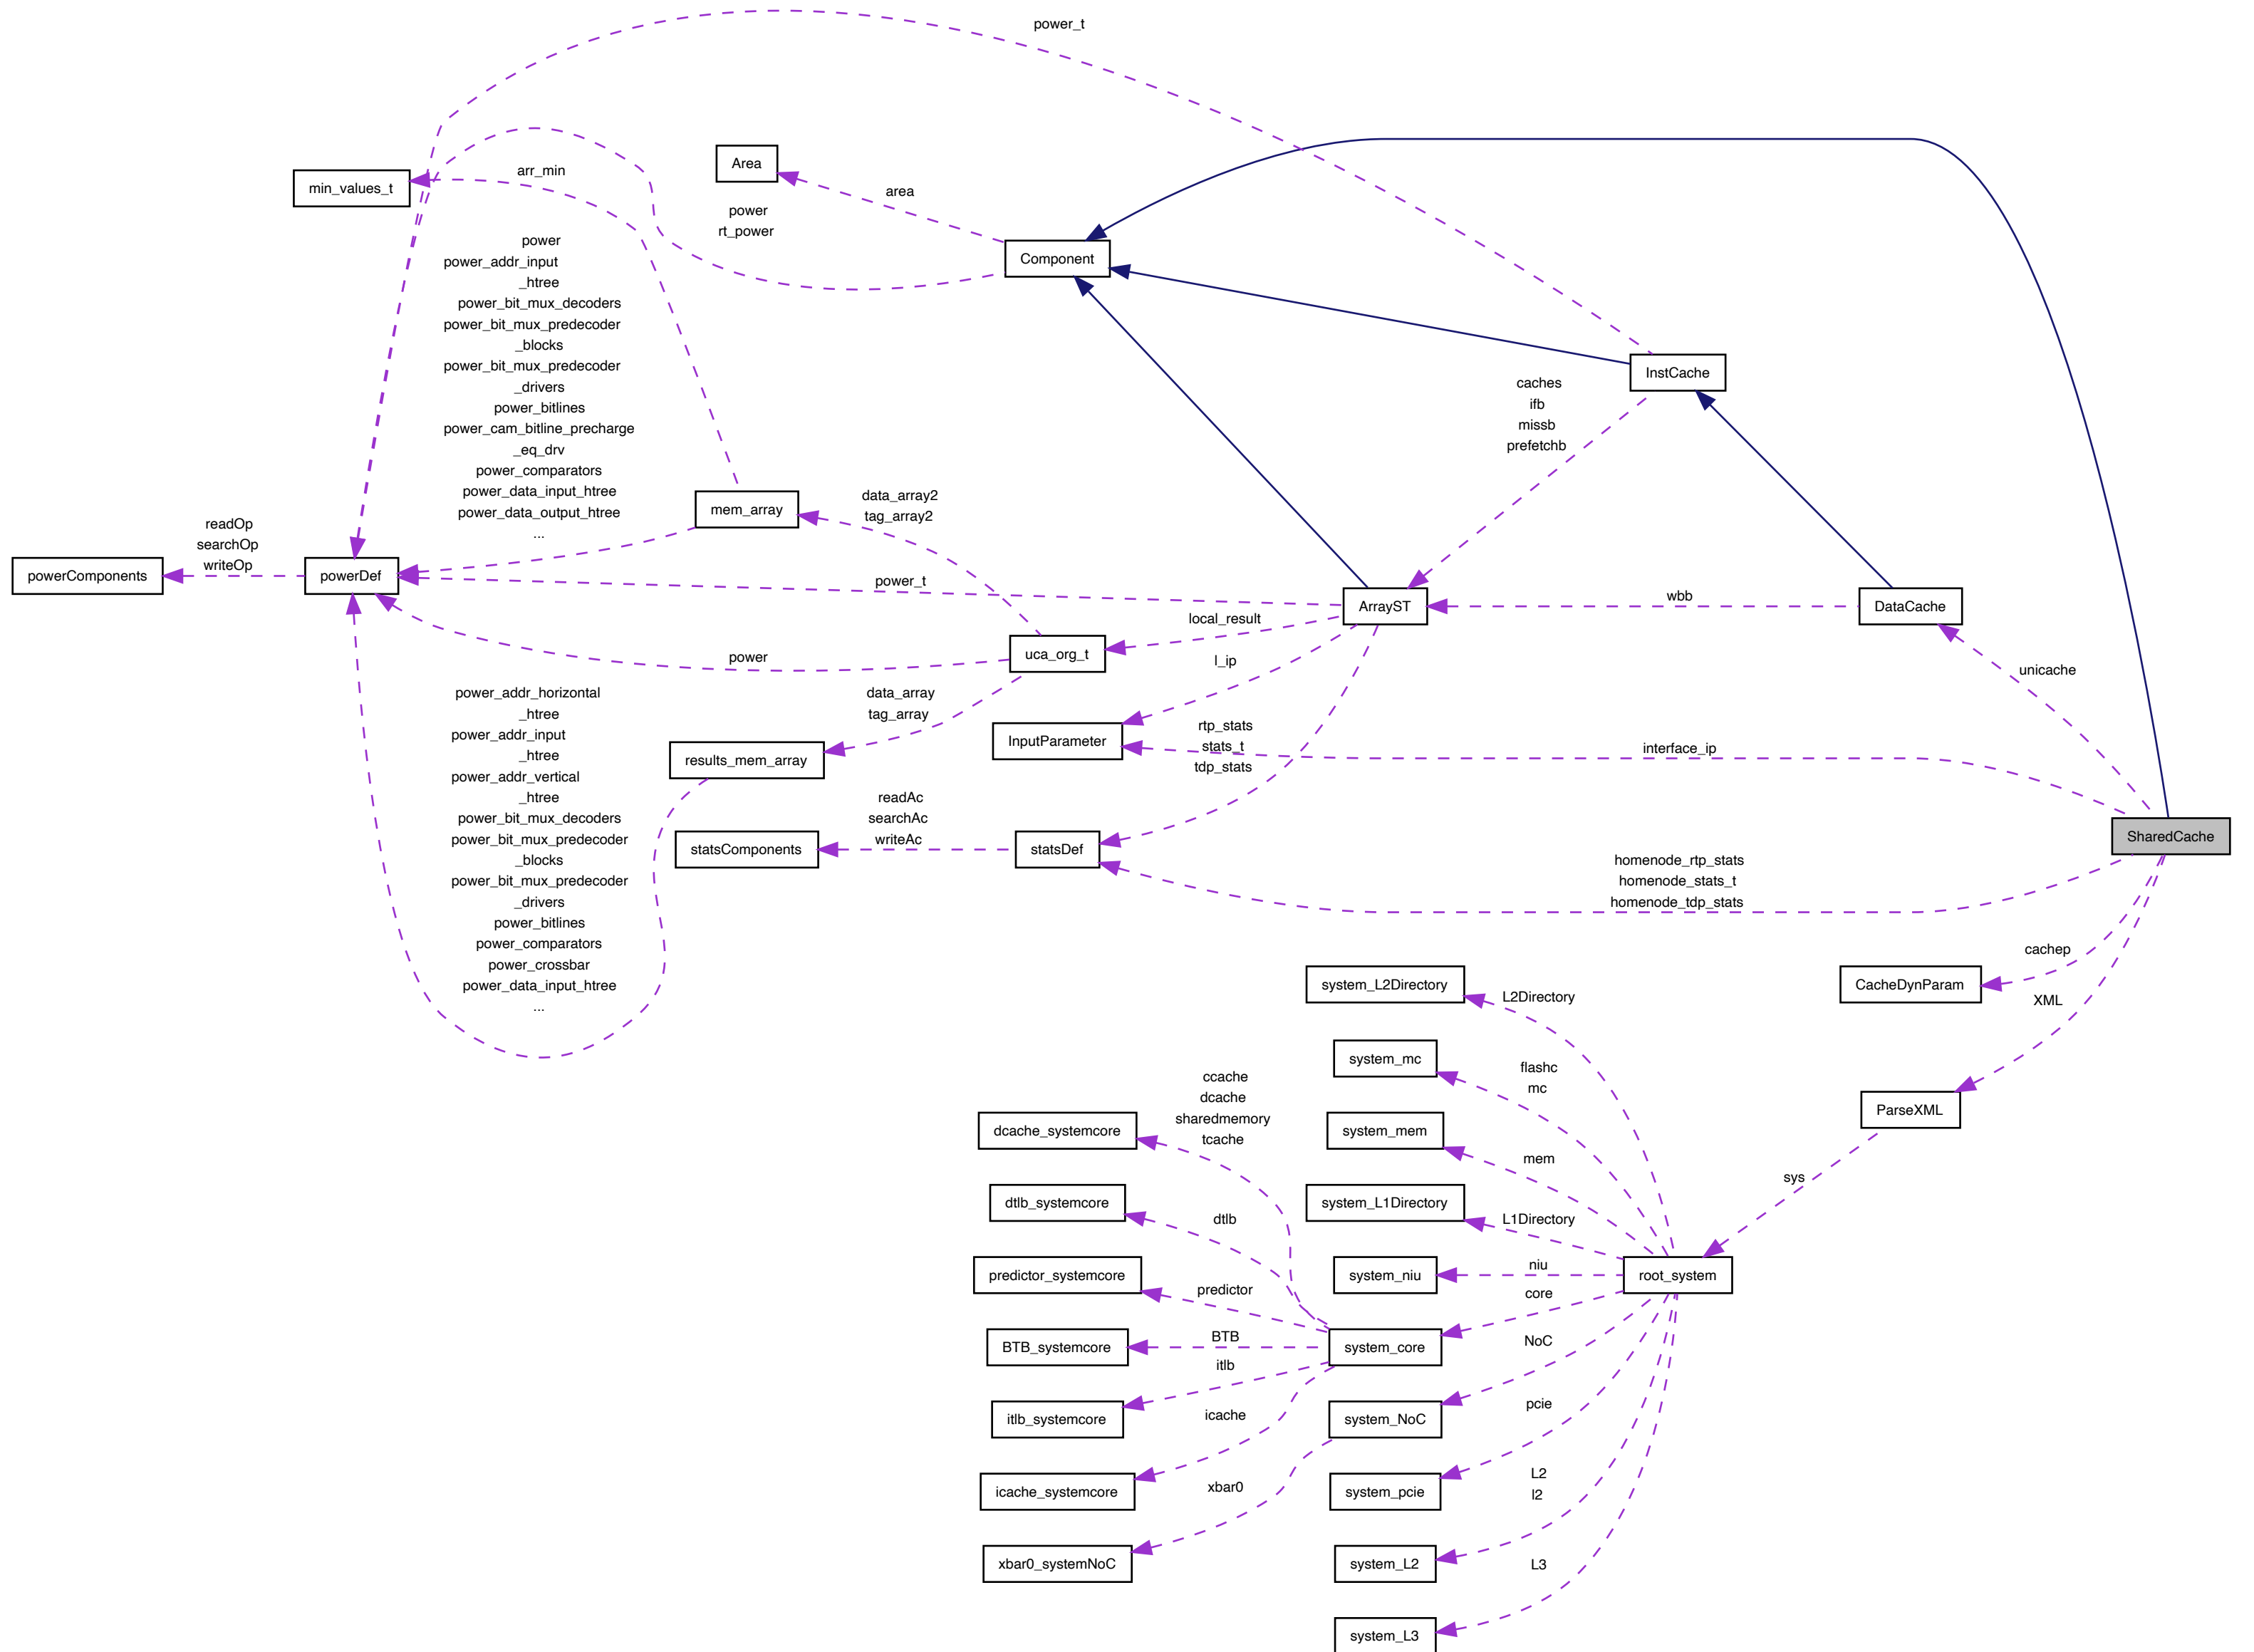 power_t
Area
arr_min
min_values_t
area
power
rt_power
Component
power
power_addr_input
_htree
power_bit_mux_decoders
power_bit_mux_predecoder
_blocks
power_bit_mux_predecoder
_drivers
power_bitlines
power_cam_bitline_precharge
_eq_drv
power_comparators
power_data_input_htree
power_data_output_htree
...
InstCache
caches
ifb
missb
prefetchb
mem_array
data_array2
tag_array2
readOp
searchOp
writeOp
powerComponents
powerDef
power_t
ArrayST
wbb
DataCache
local_result
uca_org_t
power
l_ip
unicache
power_addr_horizontal
_htree
power_addr_input
_htree
power_addr_vertical
_htree
power_bit_mux_decoders
power_bit_mux_predecoder
_blocks
power_bit_mux_predecoder
_drivers
power_bitlines
power_comparators
power_crossbar
power_data_input_htree
...
data_array
tag_array
results_mem_array
InputParameter
rtp_stats
stats_t
tdp_stats
interface_ip
readAc
searchAc
writeAc
statsComponents
statsDef
SharedCache
homenode_rtp_stats
homenode_stats_t
homenode_tdp_stats
cachep
CacheDynParam
XML
ParseXML
sys
system_L2Directory
L2Directory
system_mc
flashc
mc
ccache
dcache
sharedmemory
tcache
dcache_systemcore
system_mem
mem
dtlb_systemcore
dtlb
system_L1Directory
L1Directory
predictor_systemcore
predictor
system_niu
niu
root_system
core
BTB_systemcore
BTB
system_core
NoC
itlb
itlb_systemcore
icache
system_NoC
pcie
icache_systemcore
xbar0
system_pcie
L2
l2
xbar0_systemNoC
system_L2
L3
system_L3